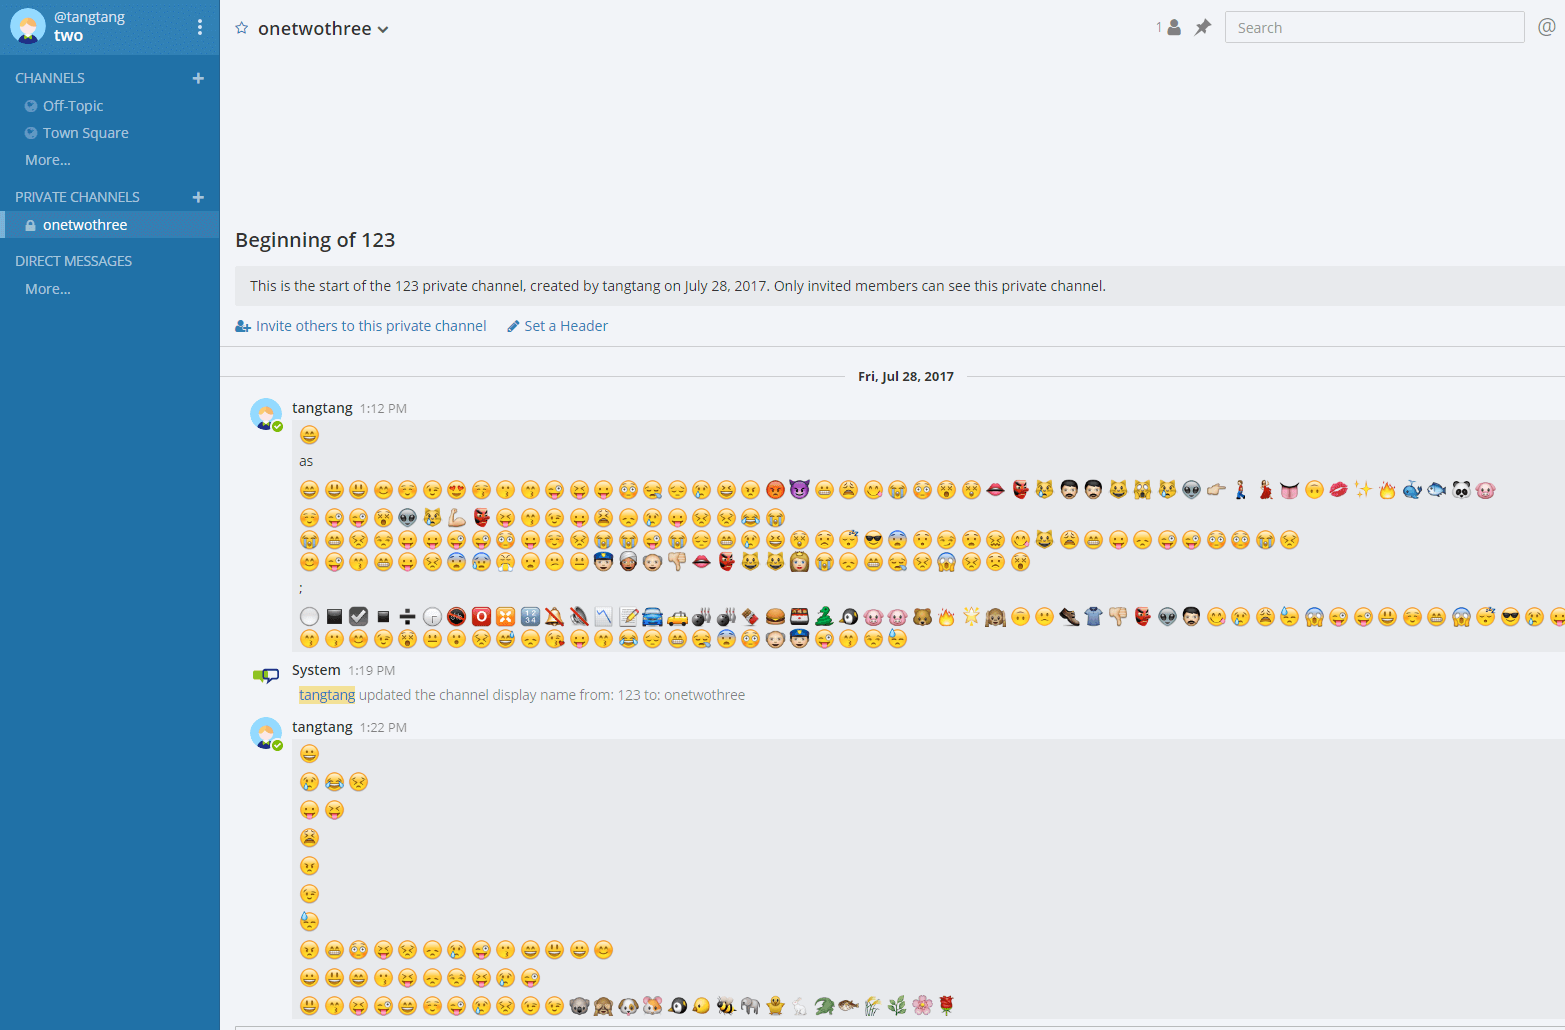 @tangtang
two
onetwothree
1
Search
@
CHANNELS
+
Off-Topic
Town Square
More...
PRIVATE CHANNELS
+
onetwothree
DIRECT MESSAGES
More...
Beginning of 123
This is the start of the 123 private channel, created by tangtang on July 28, 2017. Only invited members can see this private channel.
Invite others to this private channel
Set a Header
Fri, Jul 28, 2017
tangtang 1:12 PM
as
;
System 1:19 PM
tangtang updated the channel display name from: 123 to: onetwothree
tangtang 1:22 PM